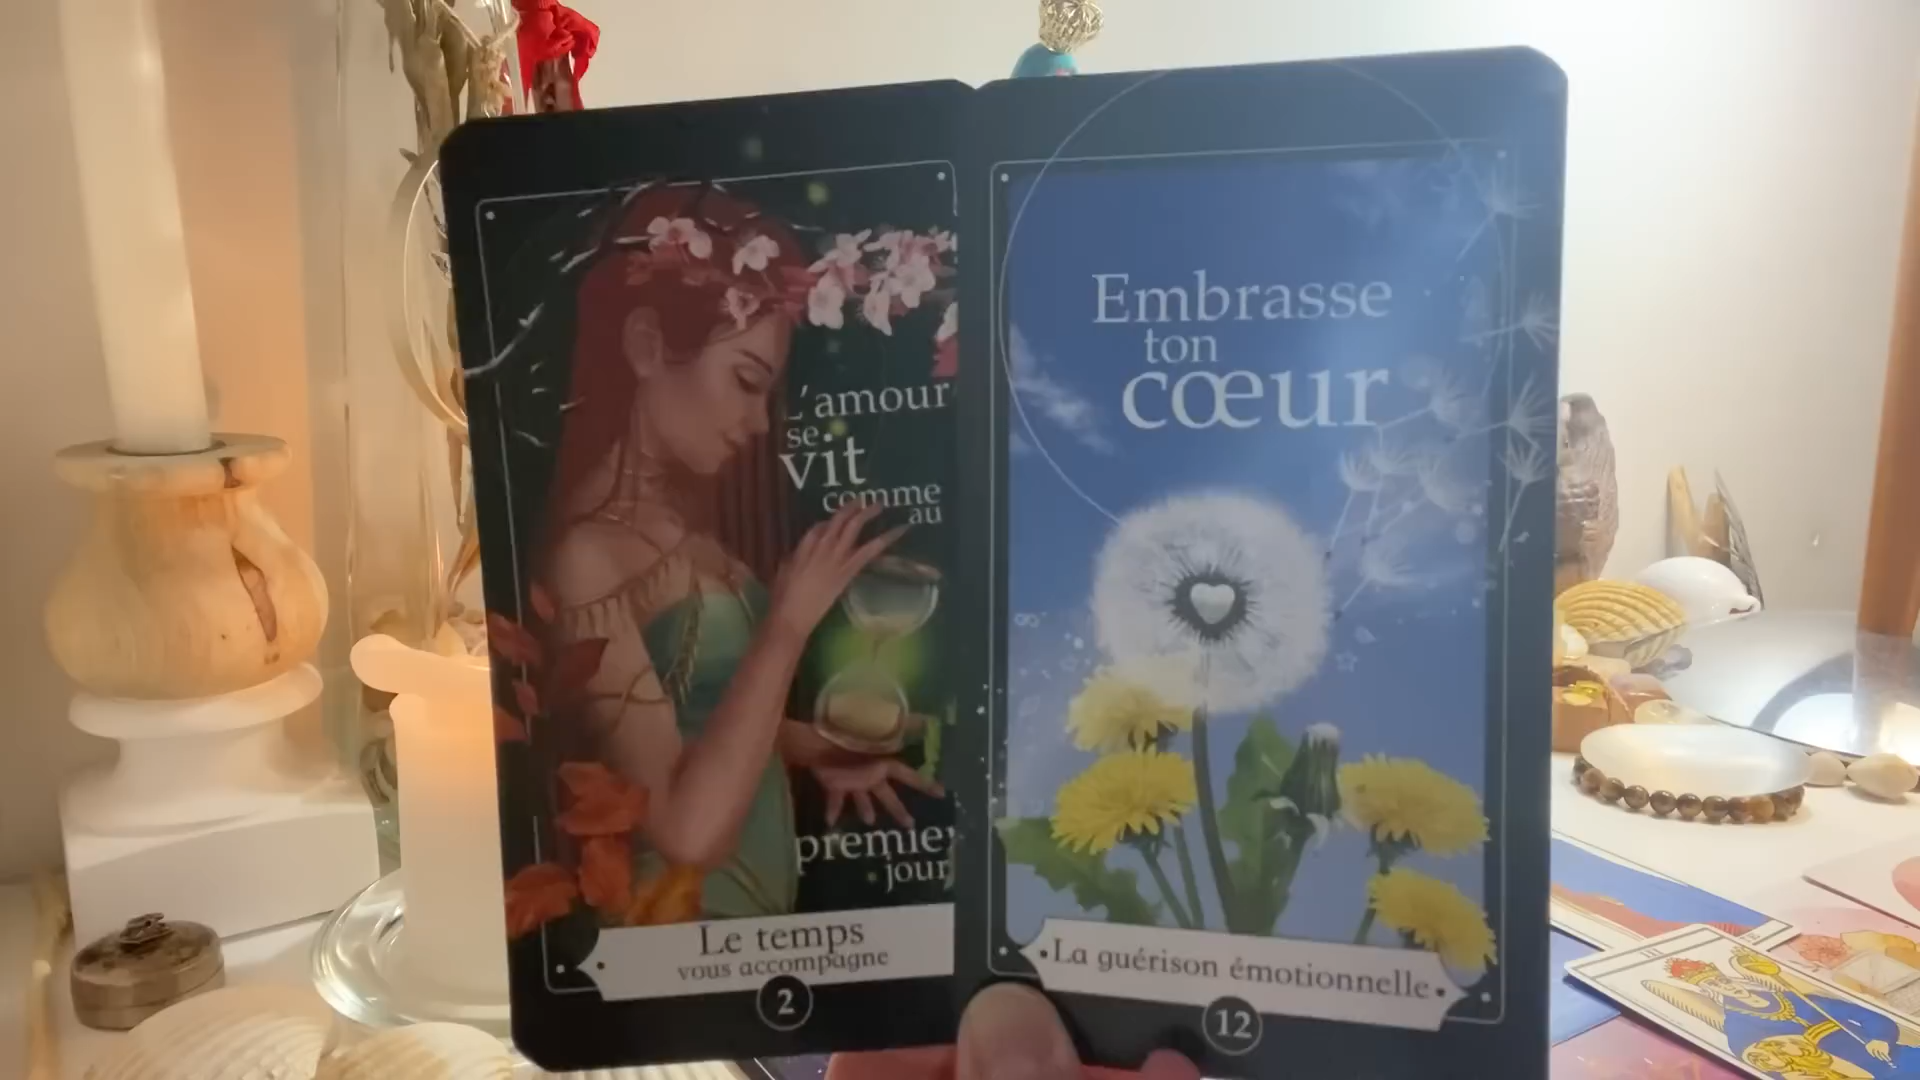 L'amour
se
vit
comme
au
premier
jour
Le temps
vous accompagne
2
Embrasse
ton
cœur
La guérison émotionnelle
12
III